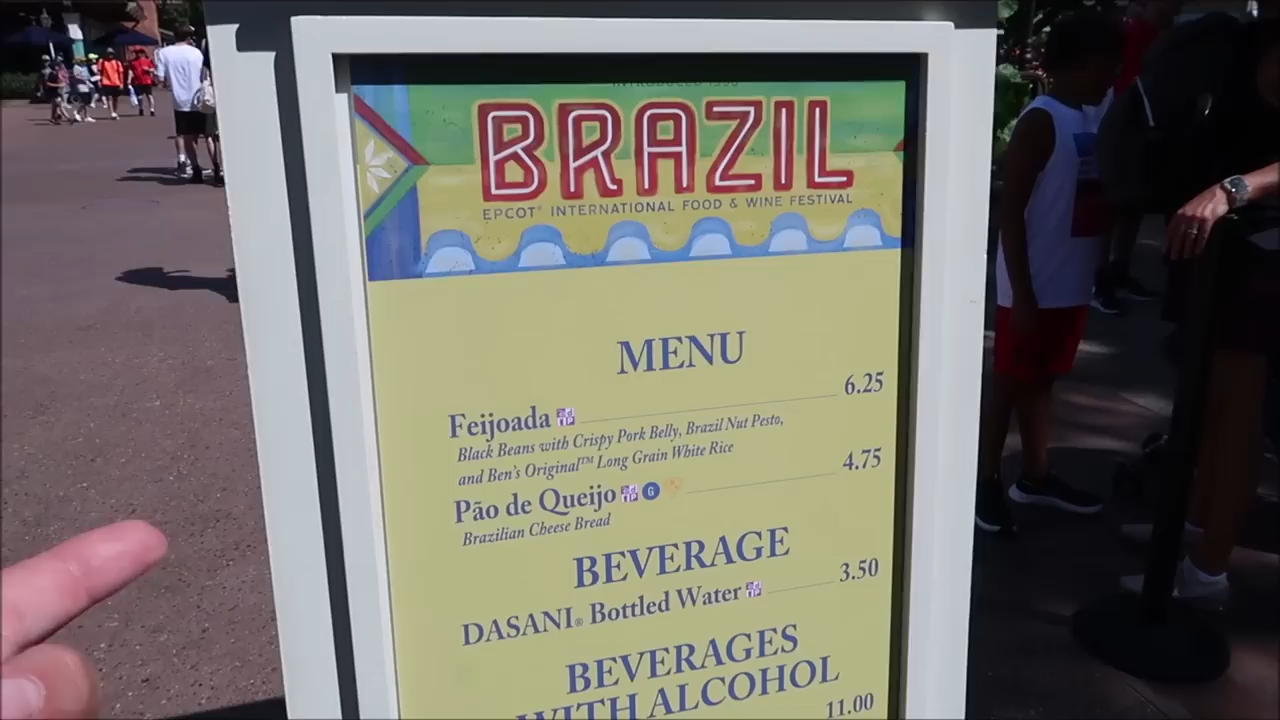 INTRODUCED 1998
BRAZIL
EPCOT® INTERNATIONAL FOOD & WINE FESTIVAL
MENU
Feijoada 6.25
Black Beans with Crispy Pork Belly, Brazil Nut Pesto,
and Ben's Original™ Long Grain White Rice
Pão de Queijo G 4.75
Brazilian Cheese Bread
BEVERAGE
DASANI® Bottled Water 3.50
BEVERAGES
WITH ALCOHOL
11.00